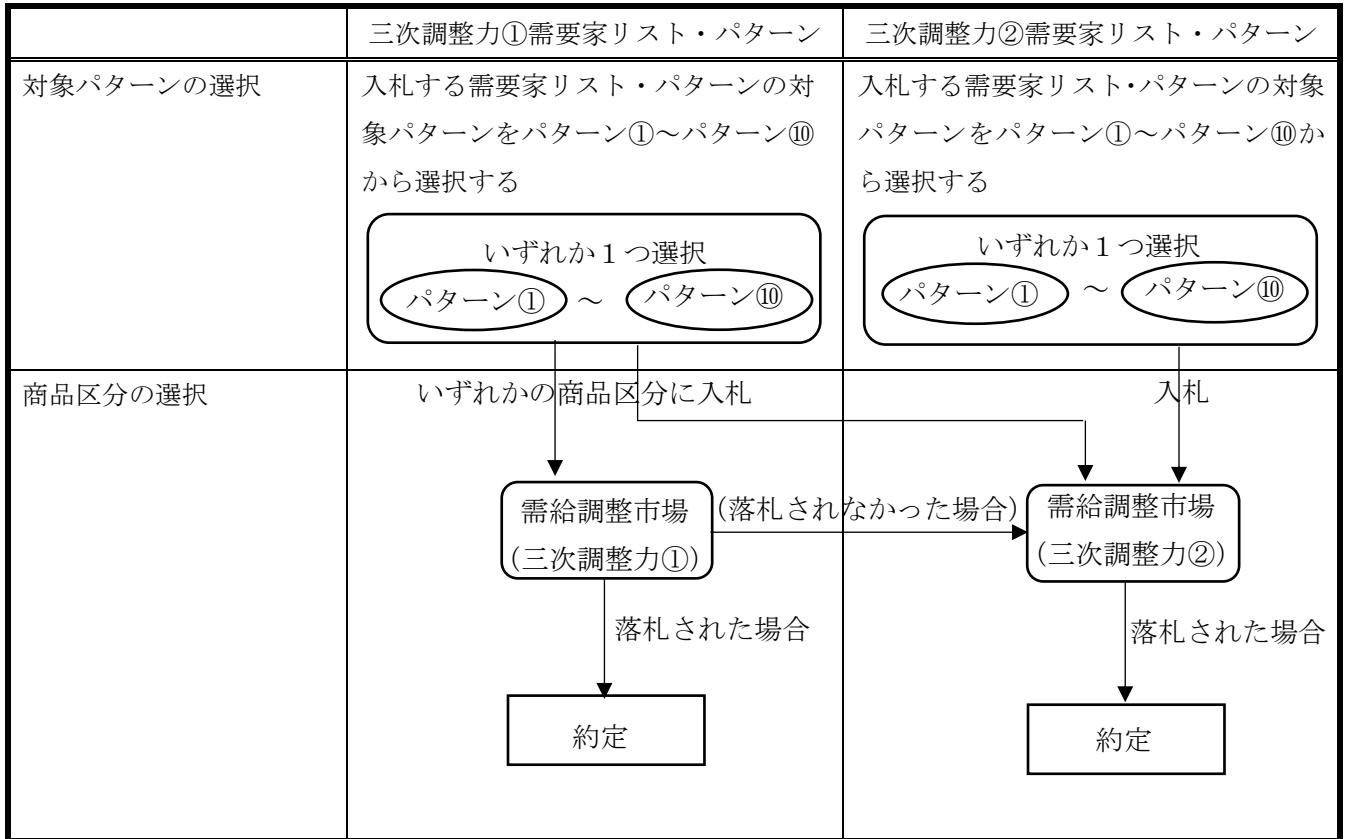 三次調整力①需要家リスト・パターン
三次調整力②需要家リスト・パターン
対象パターンの選択
入札する需要家リスト・パターンの対
象パターンをパターン①～パターン⑩
から選択する
いずれか１つ選択
パターン① ～ パターン⑩
入札する需要家リスト・パターンの対象
パターンをパターン①～パターン⑩か
ら選択する
いずれか１つ選択
パターン① ～ パターン⑩
商品区分の選択
いずれかの商品区分に入札
入札
需給調整市場
(三次調整力①)
(落札されなかった場合)
需給調整市場
(三次調整力②)
落札された場合
落札された場合
約定
約定